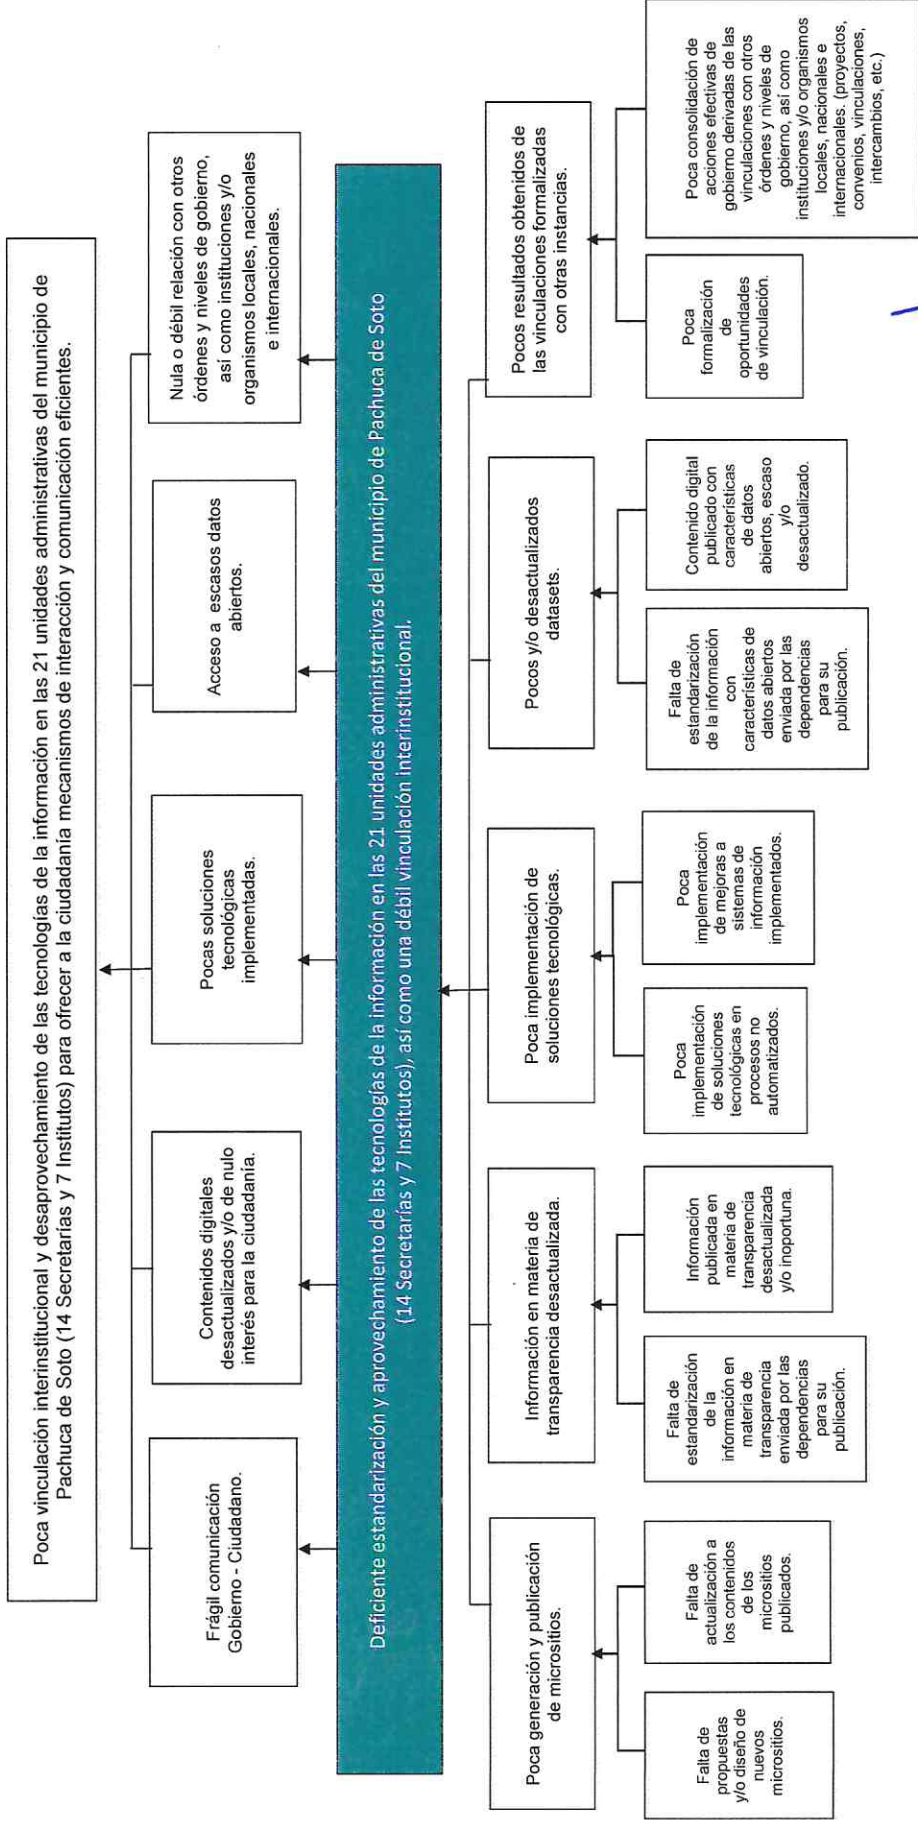 Poca vinculación interinstitucional y desaprovechamiento de las tecnologías de la información en las 21 unidades administrativas del municipio de
Pachuca de Soto (14 Secretarías y 7 Institutos) para ofrecer a la ciudadanía mecanismos de interacción y comunicación eficientes.
Frágil comunicación
Gobierno - Ciudadano.
Contenidos digitales
desactualizados y/o de nulo
interés para la ciudadanía.
Pocas soluciones
tecnológicas
implementadas.
Acceso a escasos datos
abiertos.
Nula o débil relación con otros
órdenes y niveles de gobierno,
así como instituciones y/o
organismos locales, nacionales
e internacionales.
Deficiente estandarización y aprovechamiento de las tecnologías de la información en las 21 unidades administrativas del municipio de Pachuca de Soto
(14 Secretarías y 7 Institutos), así como una débil vinculación interinstitucional.
Poca generación y publicación
de micrositios.
Información en materia de
transparencia desactualizada.
Poca implementación de
soluciones tecnológicas.
Pocos y/o desactualizados
datasets.
Pocos resultados obtenidos de
las vinculaciones formalizadas
con otras instancias.
Falta de
propuestas
y/o diseño de
nuevos
micrositios.
Falta de
actualización a
los contenidos
de los
micrositios
publicados.
Falta de
estandarización
de la
información en
materia de
transparencia
enviada por las
dependencias
para su
publicación.
Información
publicada en
materia de
transparencia
desactualizada
y/o inoportuna.
Poca
implementación
de soluciones
tecnológicas en
procesos no
automatizados.
Poca
implementación
de mejoras a
sistemas de
información
implementados.
Falta de
estandarización
de la información
con
características de
datos abiertos
enviada por las
dependencias
para su
publicación.
Contenido digital
publicado con
características
de datos
abiertos, escaso
y/o
desactualizado.
Poca
formalización
de
oportunidades
de vinculación.
Poca consolidación de
acciones efectivas de
gobierno derivadas de las
vinculaciones con otros
órdenes y niveles de
gobierno, así como
instituciones y/o organismos
locales, nacionales e
internacionales. (proyectos,
convenios, vinculaciones,
intercambios, etc.)